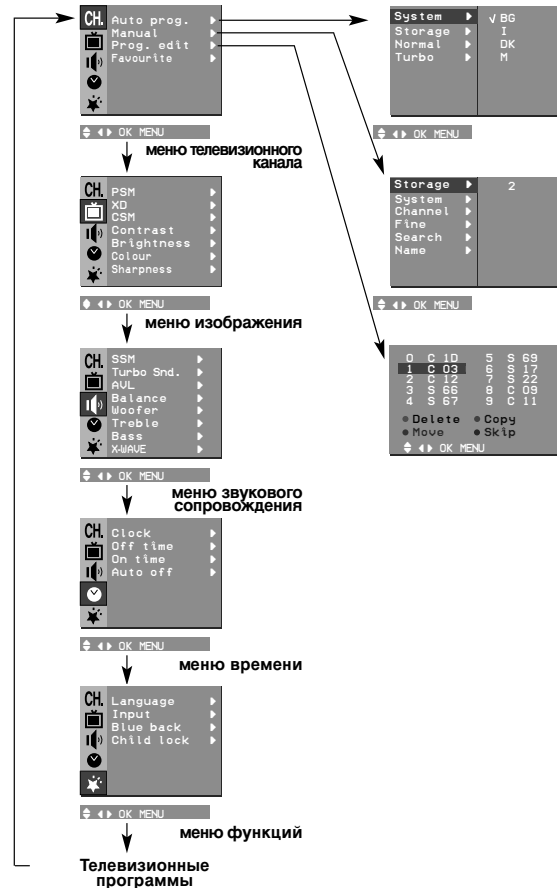 CH.
Auto prog.
Manual
Prog. edit
Favourite
OK MENU
System
Storage
Normal
Turbo
√ BG
I
DK
M
OK MENU
меню телевизионного
канала
CH.
PSM
XD
CSM
Contrast
Brightness
Colour
Sharpness
OK MENU
Storage
System
Channel
Fine
Search
Name
2
OK MENU
меню изображения
CH.
SSM
Turbo Snd.
AVL
Balance
Woofer
Treble
Bass
X-WAVE
OK MENU
0 C 10 5 S 69
1 C 03 6 S 17
2 C 12 7 S 22
3 S 66 8 C 09
4 S 67 9 C 11
Delete Copy
Move Skip
OK MENU
меню звукового
сопровождения
CH.
Clock
Off time
On time
Auto off
OK MENU
меню времени
CH.
Language
Input
Blue back
Child lock
OK MENU
меню функций
Телевизионные
программы